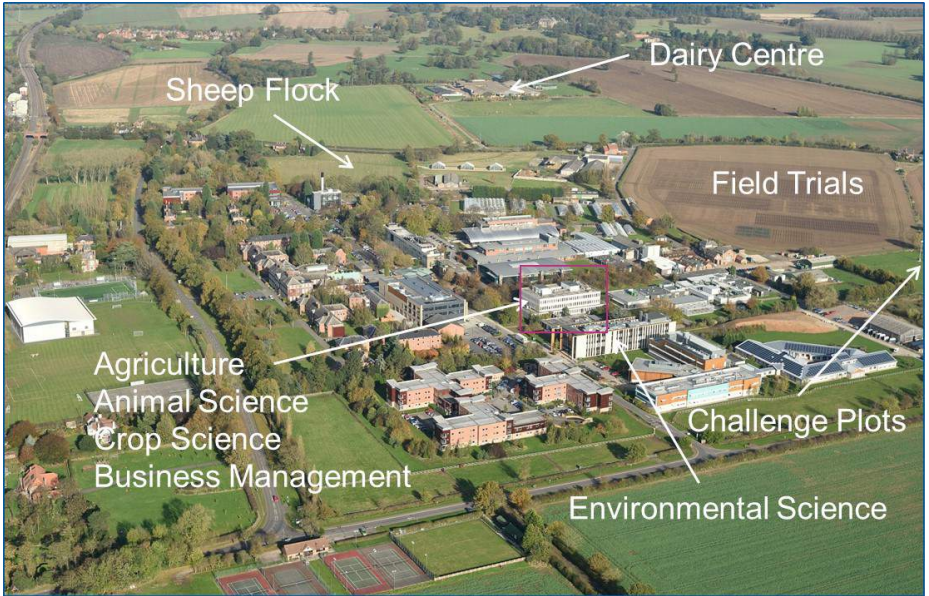 Dairy Centre
Sheep Flock
Field Trials
Agriculture
Animal Science
Crop Science
Business Management
Challenge Plots
Environmental Science